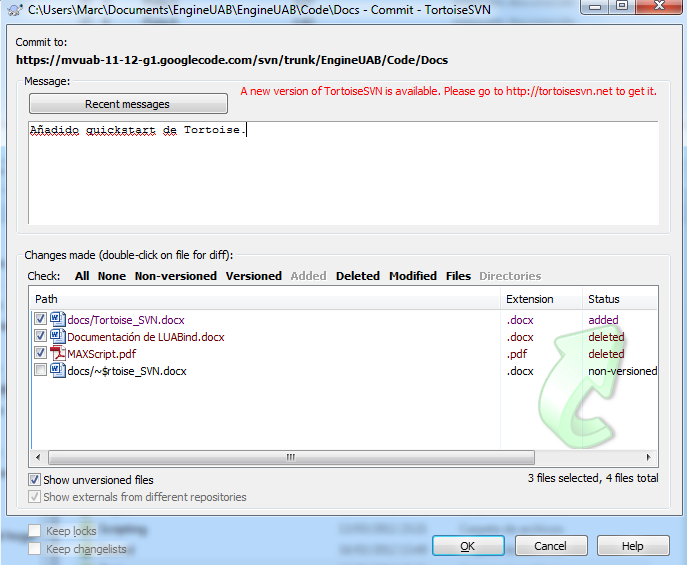 C:\Users\Marc\Documents\EngineUAB\EngineUAB\Code\Docs - Commit - TortoiseSVN
Commit to:
https://mvuab-11-12-g1.googlecode.com/svn/trunk/EngineUAB/Code/Docs
Message:
Recent messages
A new version of TortoiseSVN is available. Please go to http://tortoisesvn.net to get it.
Añadido quickstart de Tortoise.
Changes made (double-click on file for diff):
Check: All None Non-versioned Versioned Added Deleted Modified Files Directories
Path Extension Status
docs/Tortoise_SVN.docx .docx added
Documentación de LUABind.docx .docx deleted
MAXScript.pdf .pdf deleted
docs/~$rtoise_SVN.docx .docx non-versioned
Show unversioned files
3 files selected, 4 files total
Show externals from different repositories
Keep locks
Keep changelists
OK Cancel Help